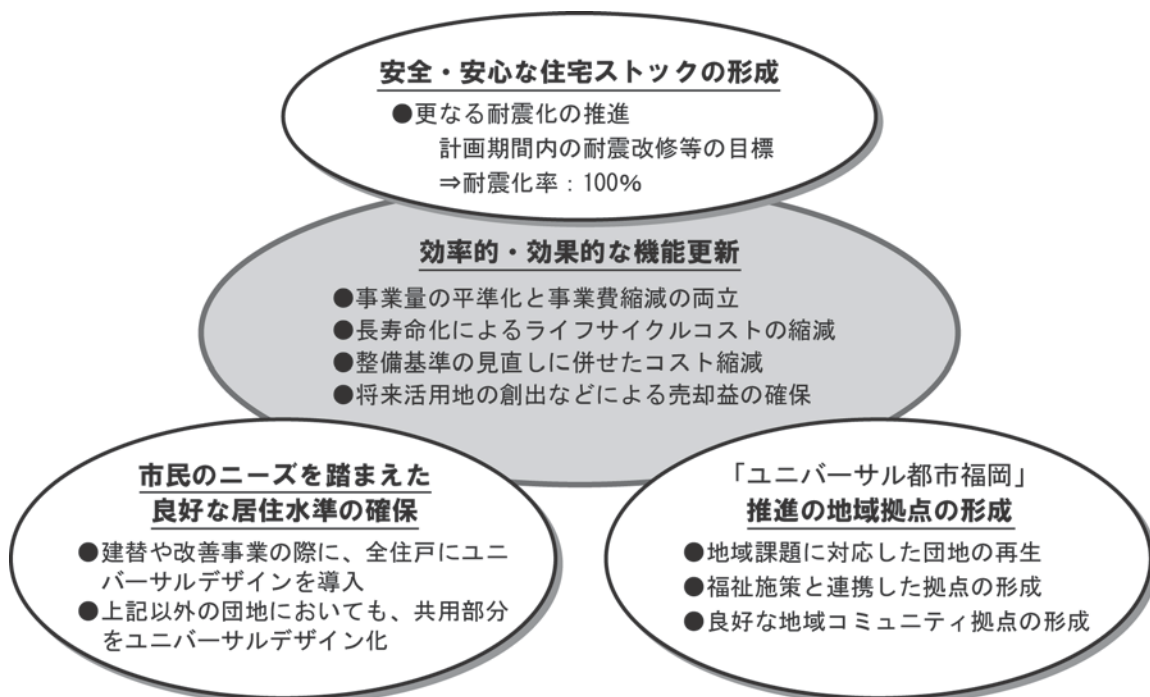 安全・安心な住宅ストックの形成
●更なる耐震化の推進
計画期間内の耐震改修等の目標
⇒耐震化率：100%
効率的・効果的な機能更新
●事業量の平準化と事業費縮減の両立
●長寿命化によるライフサイクルコストの縮減
●整備基準の見直しに併せたコスト縮減
●将来活用地の創出などによる売却益の確保
市民のニーズを踏まえた
良好な居住水準の確保
●建替や改善事業の際に、全住戸にユニ
バーサルデザインを導入
●上記以外の団地においても、共用部分
をユニバーサルデザイン化
「ユニバーサル都市福岡」
推進の地域拠点の形成
●地域課題に対応した団地の再生
●福祉施策と連携した拠点の形成
●良好な地域コミュニティ拠点の形成